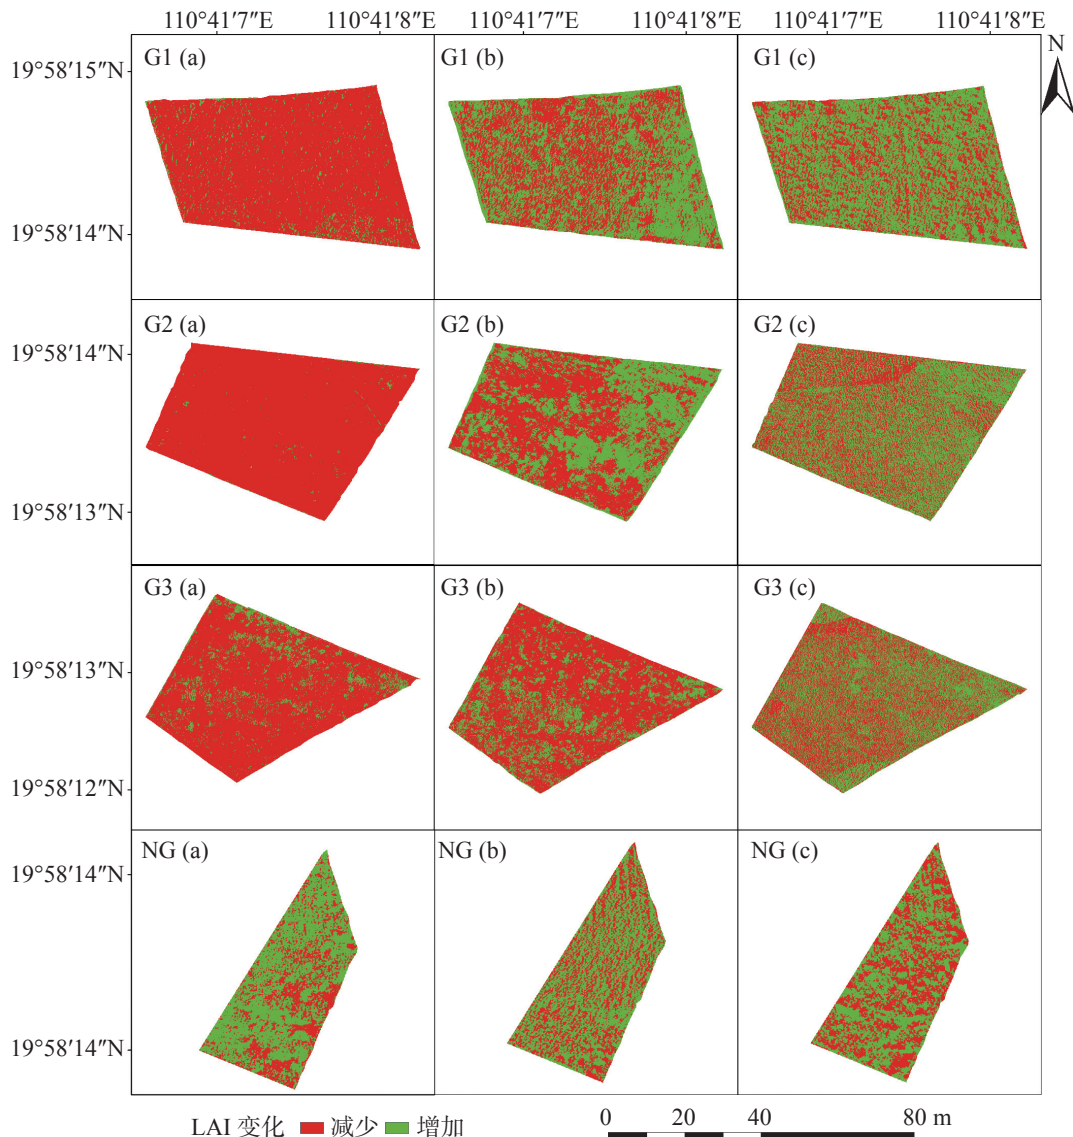 110°41′7″E 110°41′8″E 110°41′7″E 110°41′8″E 110°41′7″E 110°41′8″E
N
19°58′15″N
G1 (a) G1 (b) G1 (c)
19°58′14″N
G2 (a) G2 (b) G2 (c)
19°58′14″N
19°58′13″N
G3 (a) G3 (b) G3 (c)
19°58′13″N
19°58′12″N
NG (a) NG (b) NG (c)
19°58′14″N
19°58′14″N
LAI 变化 减少 增加
0 20 40 80 m